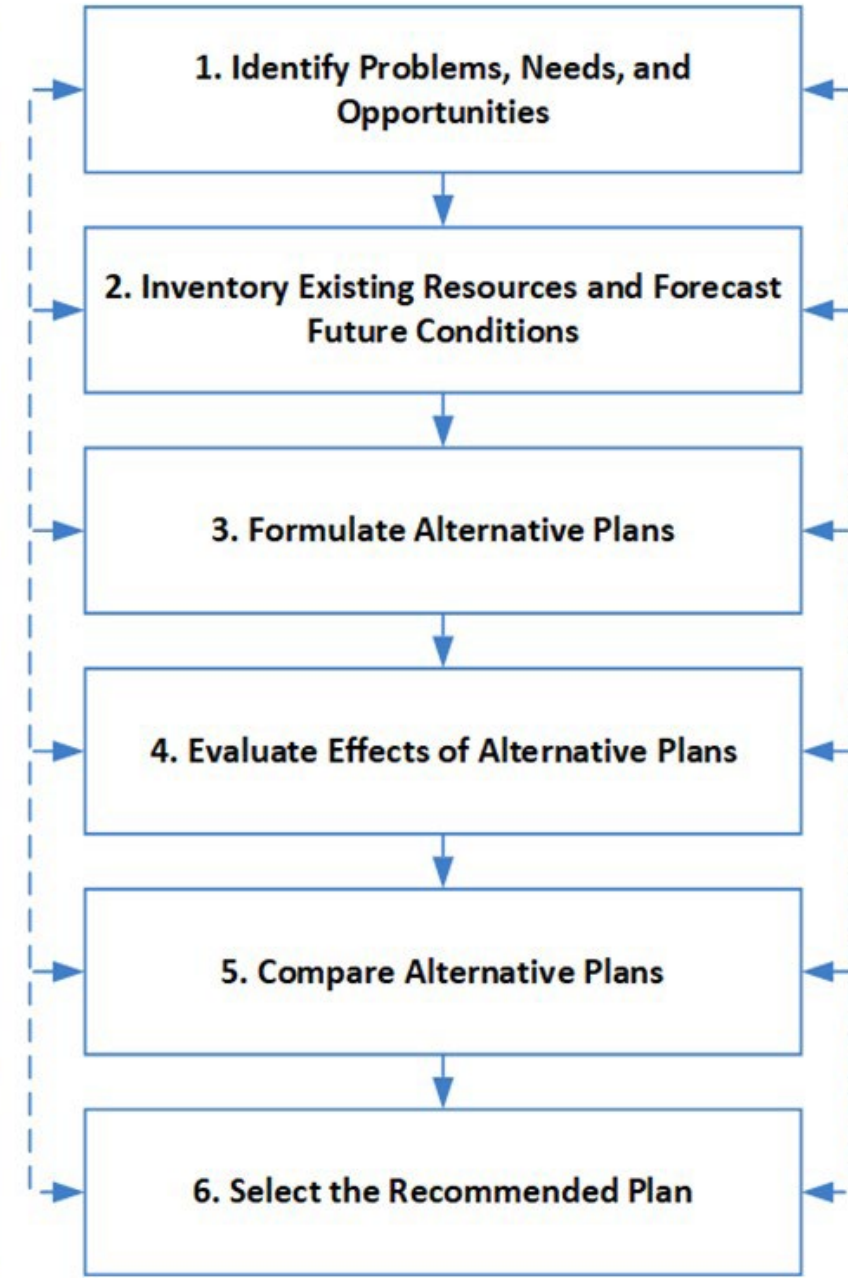 1. Identify Problems, Needs, and
Opportunities
2. Inventory Existing Resources and Forecast
Future Conditions
3. Formulate Alternative Plans
4. Evaluate Effects of Alternative Plans
5. Compare Alternative Plans
6. Select the Recommended Plan